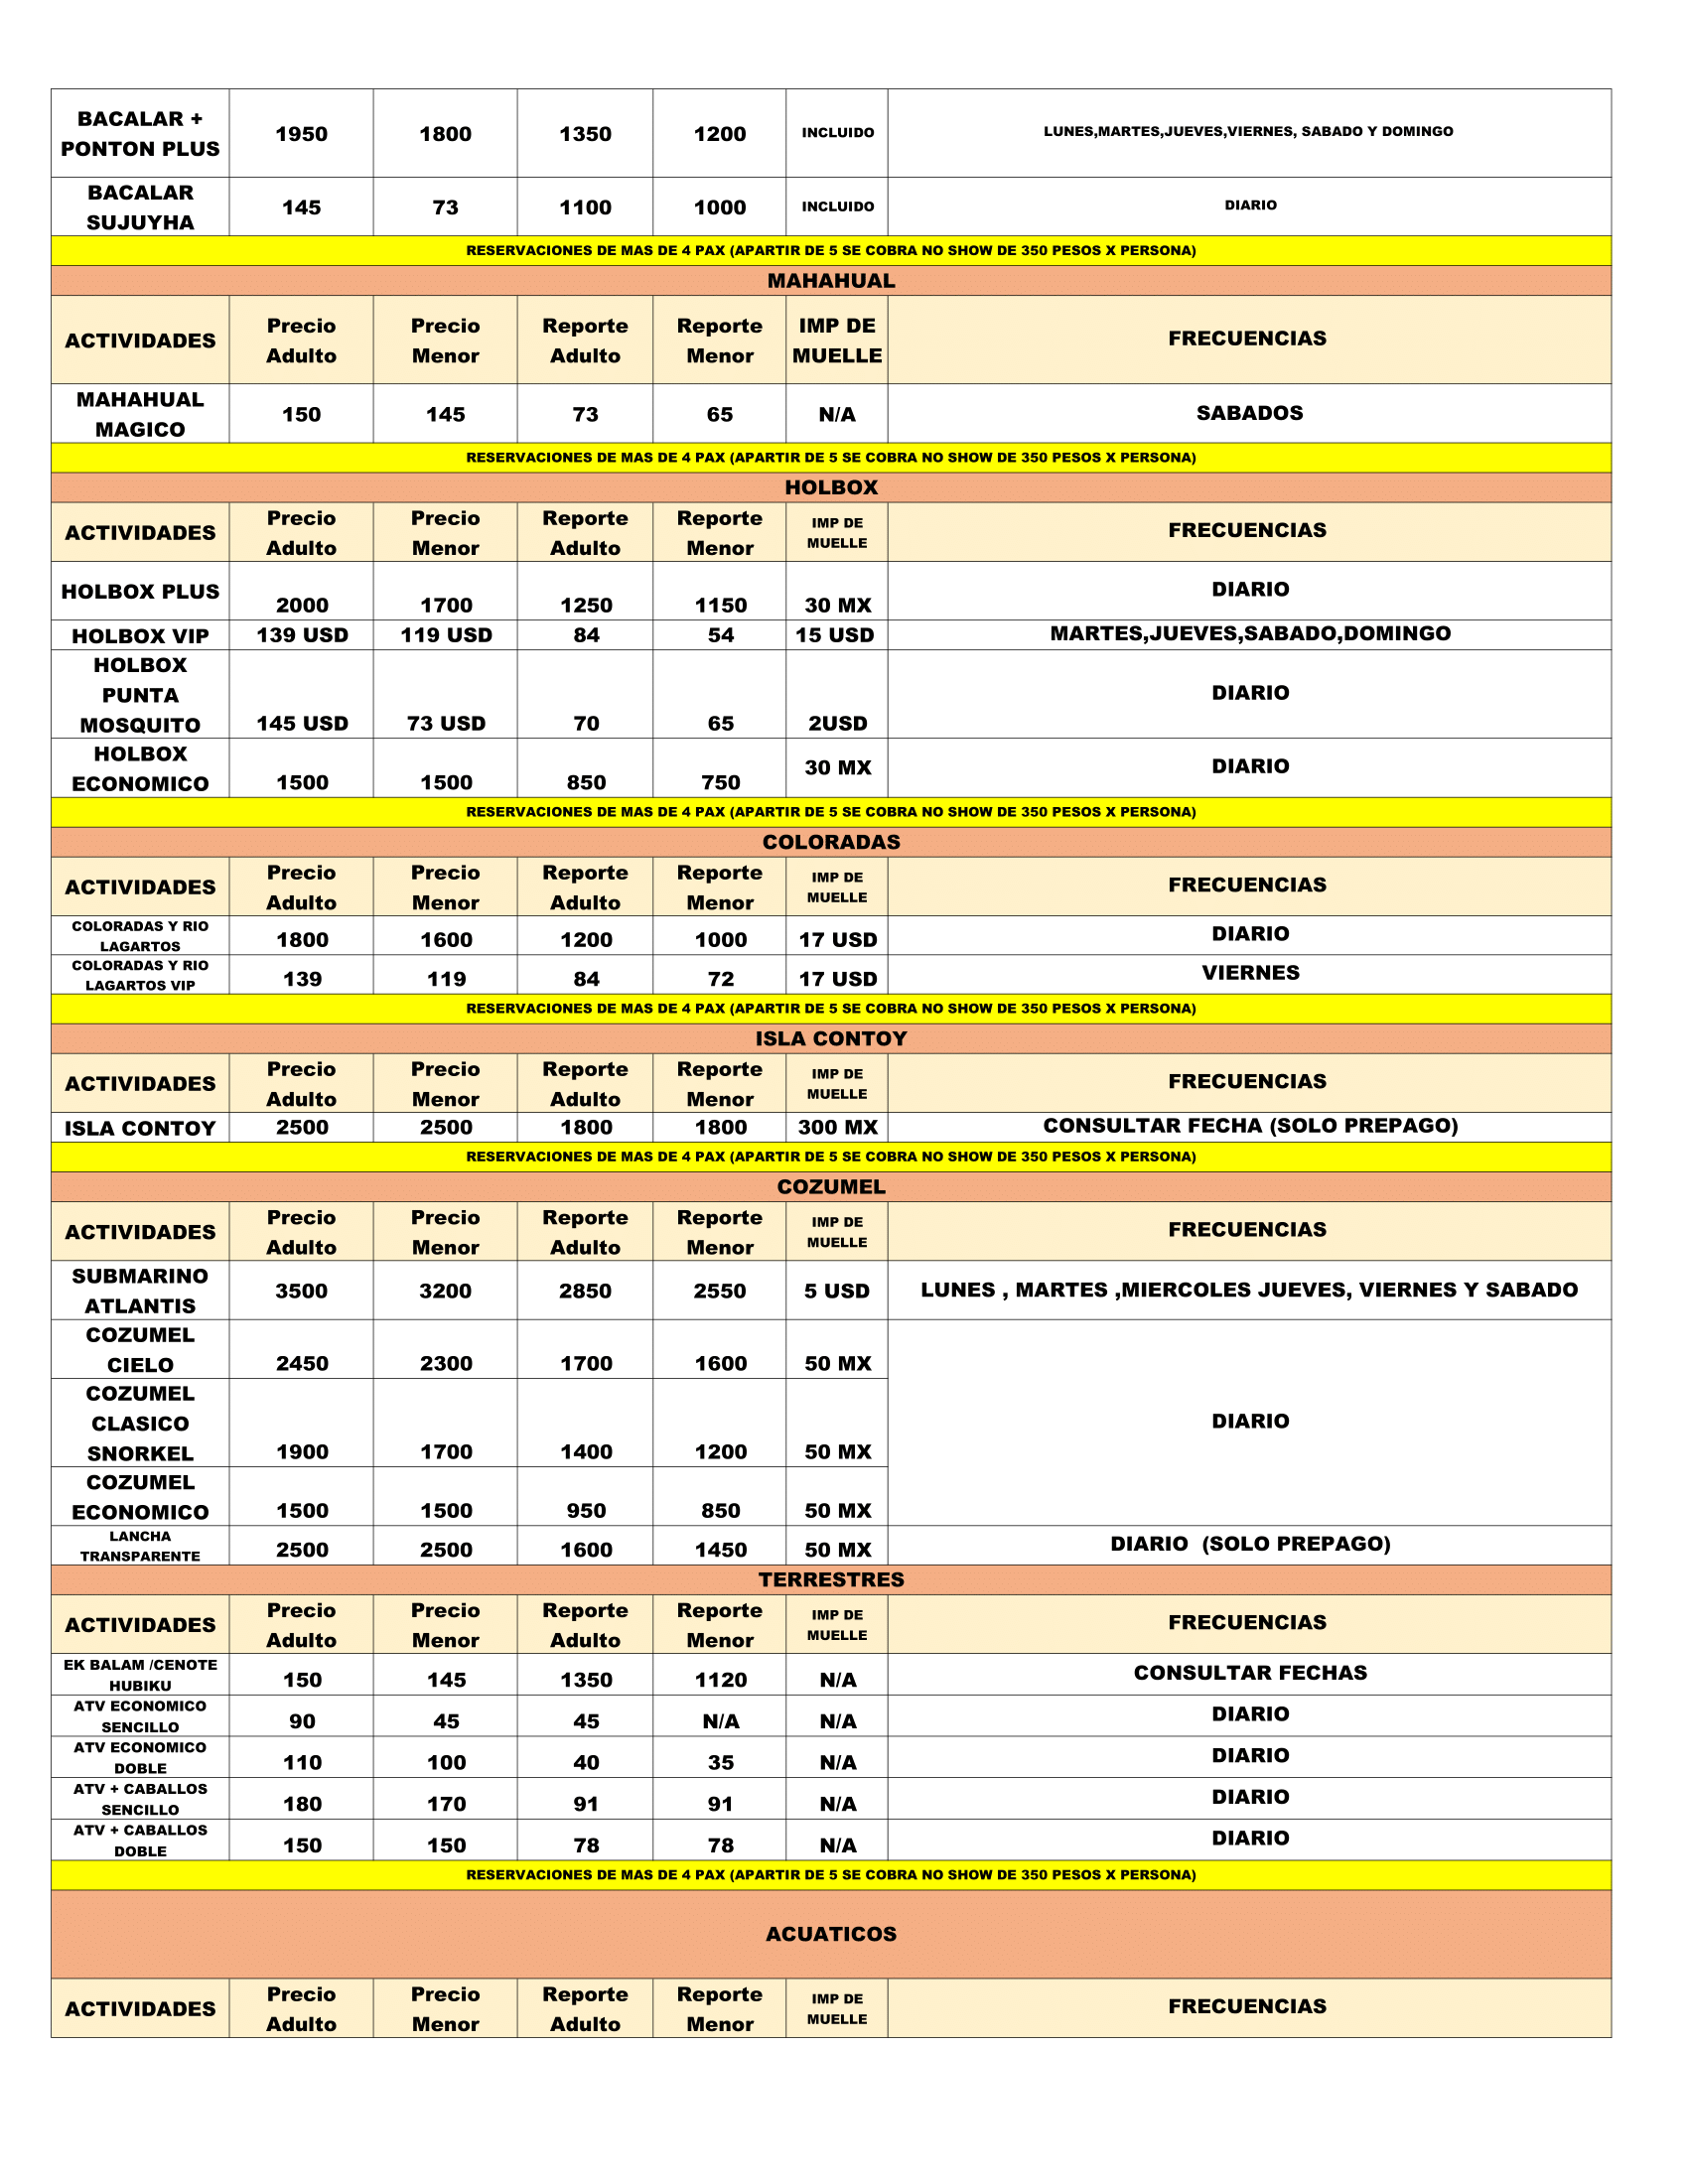 BACALAR + PONTON PLUS 1950 1800 1350 1200 INCLUIDO LUNES,MARTES,JUEVES,VIERNES, SABADO Y DOMINGO
BACALAR SUJUYHA 145 73 1100 1000 INCLUIDO DIARIO
RESERVACIONES DE MAS DE 4 PAX (APARTIR DE 5 SE COBRA NO SHOW DE 350 PESOS X PERSONA)
MAHAHUAL
ACTIVIDADES Precio Adulto Precio Menor Reporte Adulto Reporte Menor IMP DE MUELLE FRECUENCIAS
MAHAHUAL MAGICO 150 145 73 65 N/A SABADOS
RESERVACIONES DE MAS DE 4 PAX (APARTIR DE 5 SE COBRA NO SHOW DE 350 PESOS X PERSONA)
HOLBOX
ACTIVIDADES Precio Adulto Precio Menor Reporte Adulto Reporte Menor IMP DE MUELLE FRECUENCIAS
HOLBOX PLUS 2000 1700 1250 1150 30 MX DIARIO
HOLBOX VIP 139 USD 119 USD 84 54 15 USD MARTES,JUEVES,SABADO,DOMINGO
HOLBOX PUNTA MOSQUITO 145 USD 73 USD 70 65 2USD DIARIO
HOLBOX ECONOMICO 1500 1500 850 750 30 MX DIARIO
RESERVACIONES DE MAS DE 4 PAX (APARTIR DE 5 SE COBRA NO SHOW DE 350 PESOS X PERSONA)
COLORADAS
ACTIVIDADES Precio Adulto Precio Menor Reporte Adulto Reporte Menor IMP DE MUELLE FRECUENCIAS
COLORADAS Y RIO LAGARTOS 1800 1600 1200 1000 17 USD DIARIO
COLORADAS Y RIO LAGARTOS VIP 139 119 84 72 17 USD VIERNES
RESERVACIONES DE MAS DE 4 PAX (APARTIR DE 5 SE COBRA NO SHOW DE 350 PESOS X PERSONA)
ISLA CONTOY
ACTIVIDADES Precio Adulto Precio Menor Reporte Adulto Reporte Menor IMP DE MUELLE FRECUENCIAS
ISLA CONTOY 2500 2500 1800 1800 300 MX CONSULTAR FECHA (SOLO PREPAGO)
RESERVACIONES DE MAS DE 4 PAX (APARTIR DE 5 SE COBRA NO SHOW DE 350 PESOS X PERSONA)
COZUMEL
ACTIVIDADES Precio Adulto Precio Menor Reporte Adulto Reporte Menor IMP DE MUELLE FRECUENCIAS
SUBMARINO ATLANTIS 3500 3200 2850 2550 5 USD LUNES , MARTES ,MIERCOLES JUEVES, VIERNES Y SABADO
COZUMEL CIELO 2450 2300 1700 1600 50 MX
COZUMEL CLASICO SNORKEL 1900 1700 1400 1200 50 MX DIARIO
COZUMEL ECONOMICO 1500 1500 950 850 50 MX
LANCHA TRANSPARENTE 2500 2500 1600 1450 50 MX DIARIO (SOLO PREPAGO)
TERRESTRES
ACTIVIDADES Precio Adulto Precio Menor Reporte Adulto Reporte Menor IMP DE MUELLE FRECUENCIAS
EK BALAM /CENOTE HUBIKU 150 145 1350 1120 N/A CONSULTAR FECHAS
ATV ECONOMICO SENCILLO 90 45 45 N/A N/A DIARIO
ATV ECONOMICO DOBLE 110 100 40 35 N/A DIARIO
ATV + CABALLOS SENCILLO 180 170 91 91 N/A DIARIO
ATV + CABALLOS DOBLE 150 150 78 78 N/A DIARIO
RESERVACIONES DE MAS DE 4 PAX (APARTIR DE 5 SE COBRA NO SHOW DE 350 PESOS X PERSONA)
ACUATICOS
ACTIVIDADES Precio Adulto Precio Menor Reporte Adulto Reporte Menor IMP DE MUELLE FRECUENCIAS